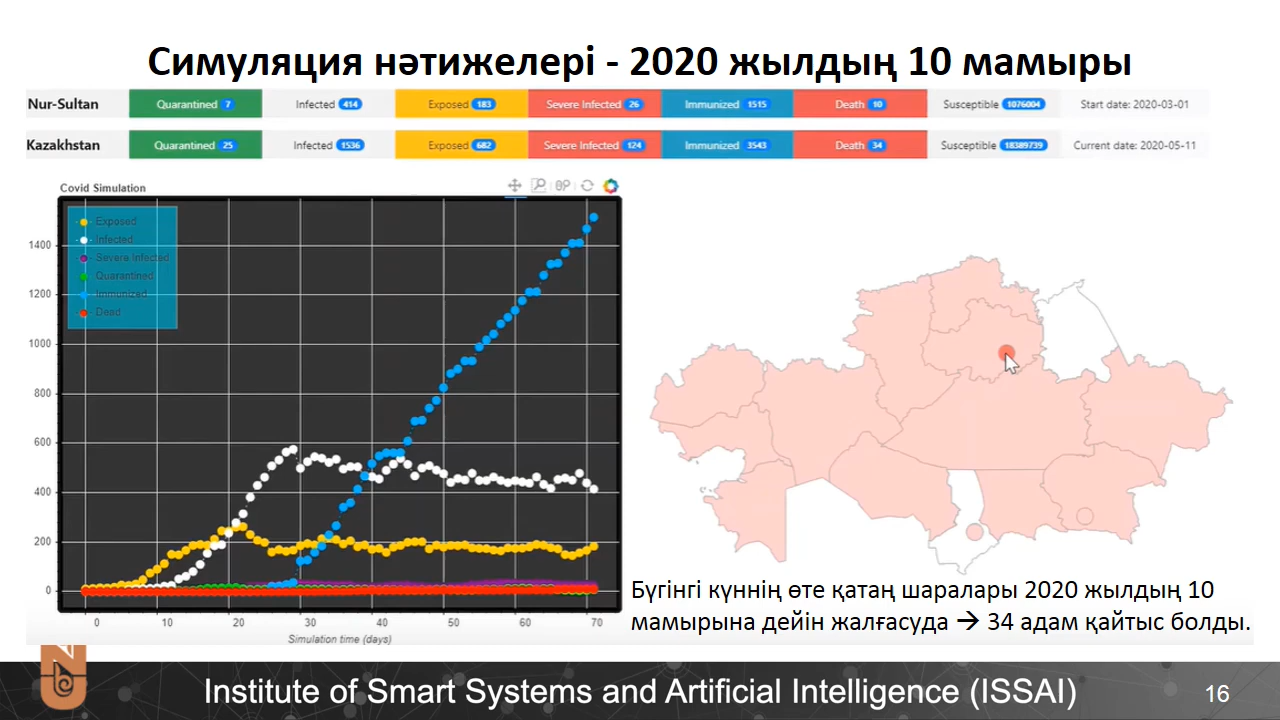 Симуляция нәтижелері - 2020 жылдың 10 мамыры
Nur-Sultan Quarantined 7 Infected 414 Exposed 183 Severe Infected 26 Immunized 1515 Death 10 Susceptible 1076004 Start date: 2020-03-01
Kazakhstan Quarantined 25 Infected 1536 Exposed 682 Severe Infected 124 Immunized 3543 Death 34 Susceptible 18389739 Current date: 2020-05-11
Covid Simulation
Exposed
Infected
Severe Infected
Quarantined
Immunized
Dead
1400
1200
1000
800
600
400
200
0
0 10 20 30 40 50 60 70
Simulation time (days)
Бүгінгі күннің өте қатаң шаралары 2020 жылдың 10
мамырына дейін жалғасуда → 34 адам қайтыс болды.
Institute of Smart Systems and Artificial Intelligence (ISSAI)
16